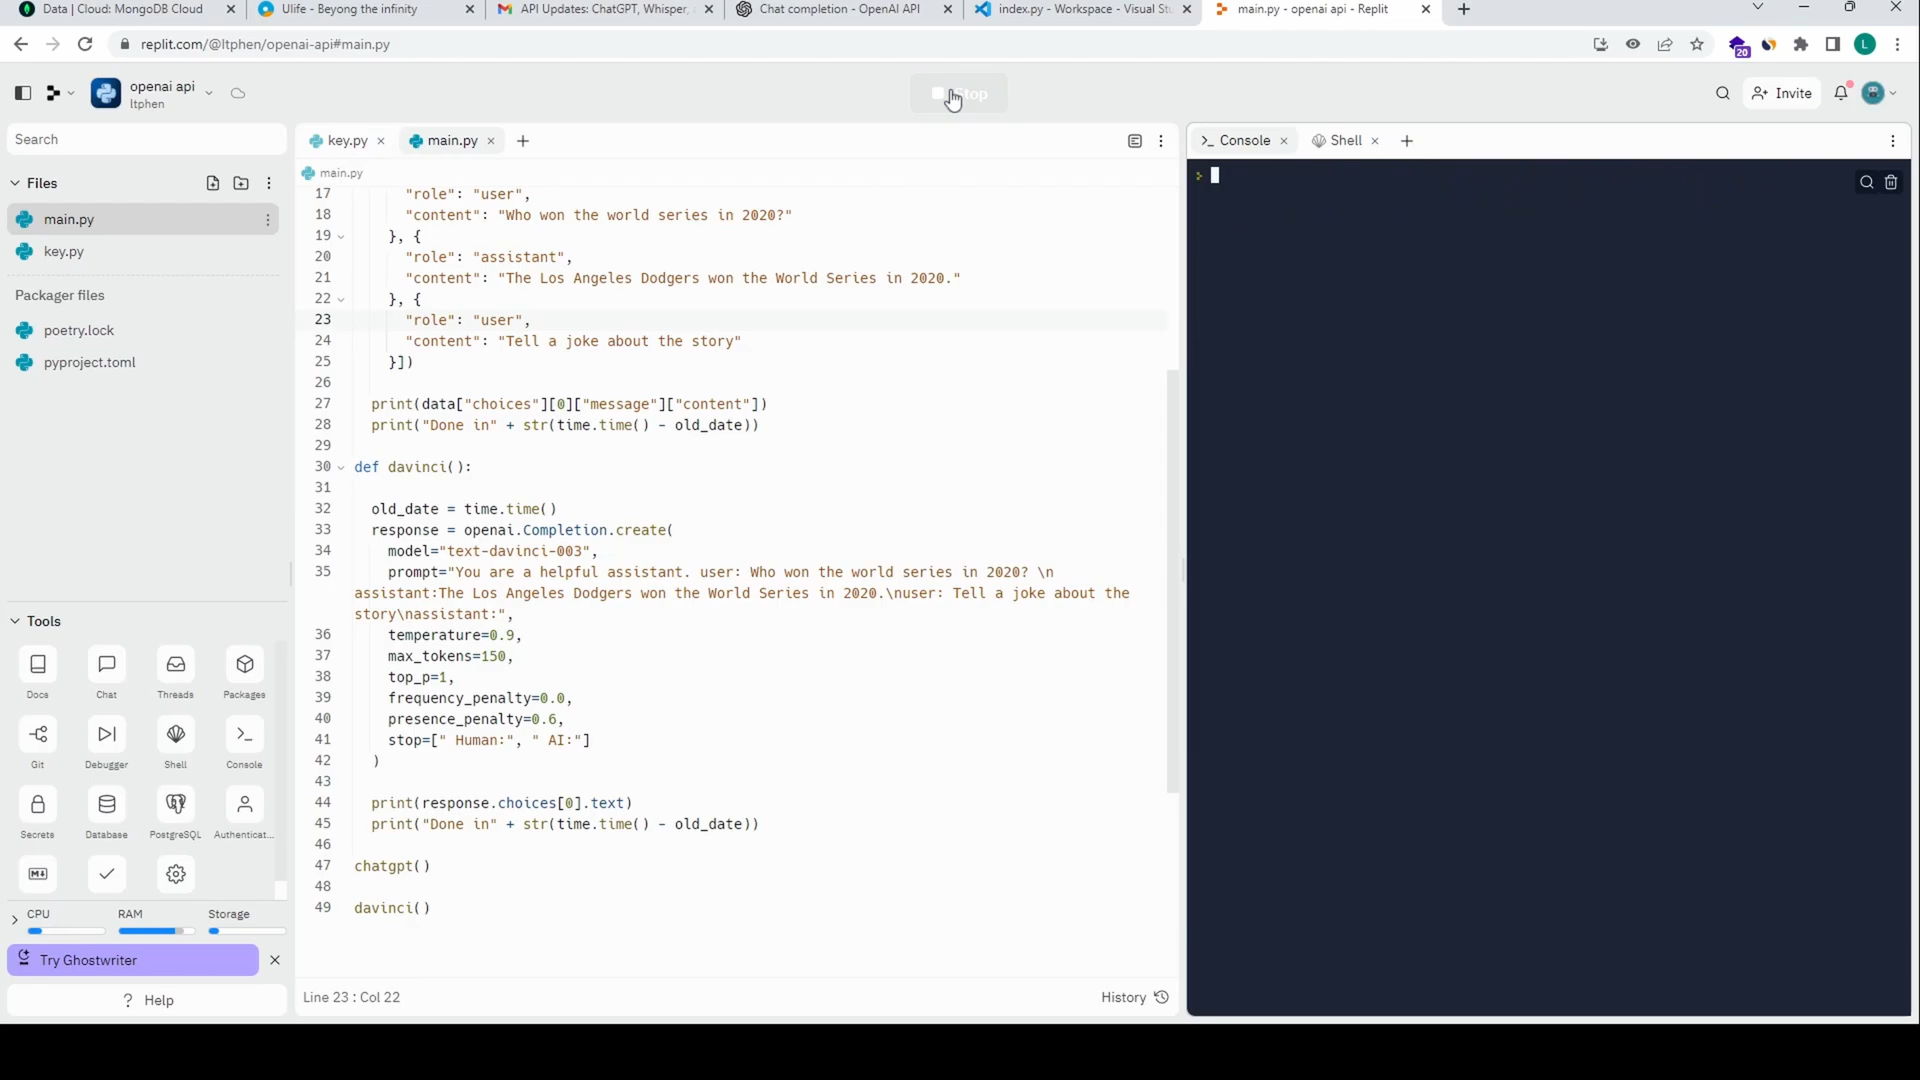 Data | Cloud: MongoDB Cloud
Ulife - Beyong the infinity
API Updates: ChatGPT, Whisper,
Chat completion - OpenAI API
index.py - Workspace - Visual Stu
main.py - openai api - Replit
replit.com/@ltphen/openai-api#main.py
20
L
openai api
ltphen
Stop
Invite
Search
key.py
main.py
Console
Shell
main.py
Files
main.py
key.py
Packager files
poetry.lock
pyproject.toml
17 "role": "user",
18 "content": "Who won the world series in 2020?"
19 }, {
20 "role": "assistant",
21 "content": "The Los Angeles Dodgers won the World Series in 2020."
22 }, {
23 "role": "user",
24 "content": "Tell a joke about the story"
25 }])
26
27 print(data["choices"][0]["message"]["content"])
28 print("Done in" + str(time.time() - old_date))
29
30 def davinci():
31
32 old_date = time.time()
33 response = openai.Completion.create(
34 model="text-davinci-003",
35 prompt="You are a helpful assistant. user: Who won the world series in 2020? \n
assistant:The Los Angeles Dodgers won the World Series in 2020.\nuser: Tell a joke about the
story\nassistant:",
36 temperature=0.9,
37 max_tokens=150,
38 top_p=1,
39 frequency_penalty=0.0,
40 presence_penalty=0.6,
41 stop=[" Human:", " AI:"]
42 )
43
44 print(response.choices[0].text)
45 print("Done in" + str(time.time() - old_date))
46
47 chatgpt()
48
49 davinci()
Tools
Docs
Chat
Threads
Packages
Git
Debugger
Shell
Console
Secrets
Database
PostgreSQL
Authenticat...
CPU
RAM
Storage
Try Ghostwriter
? Help
Line 23 : Col 22
History